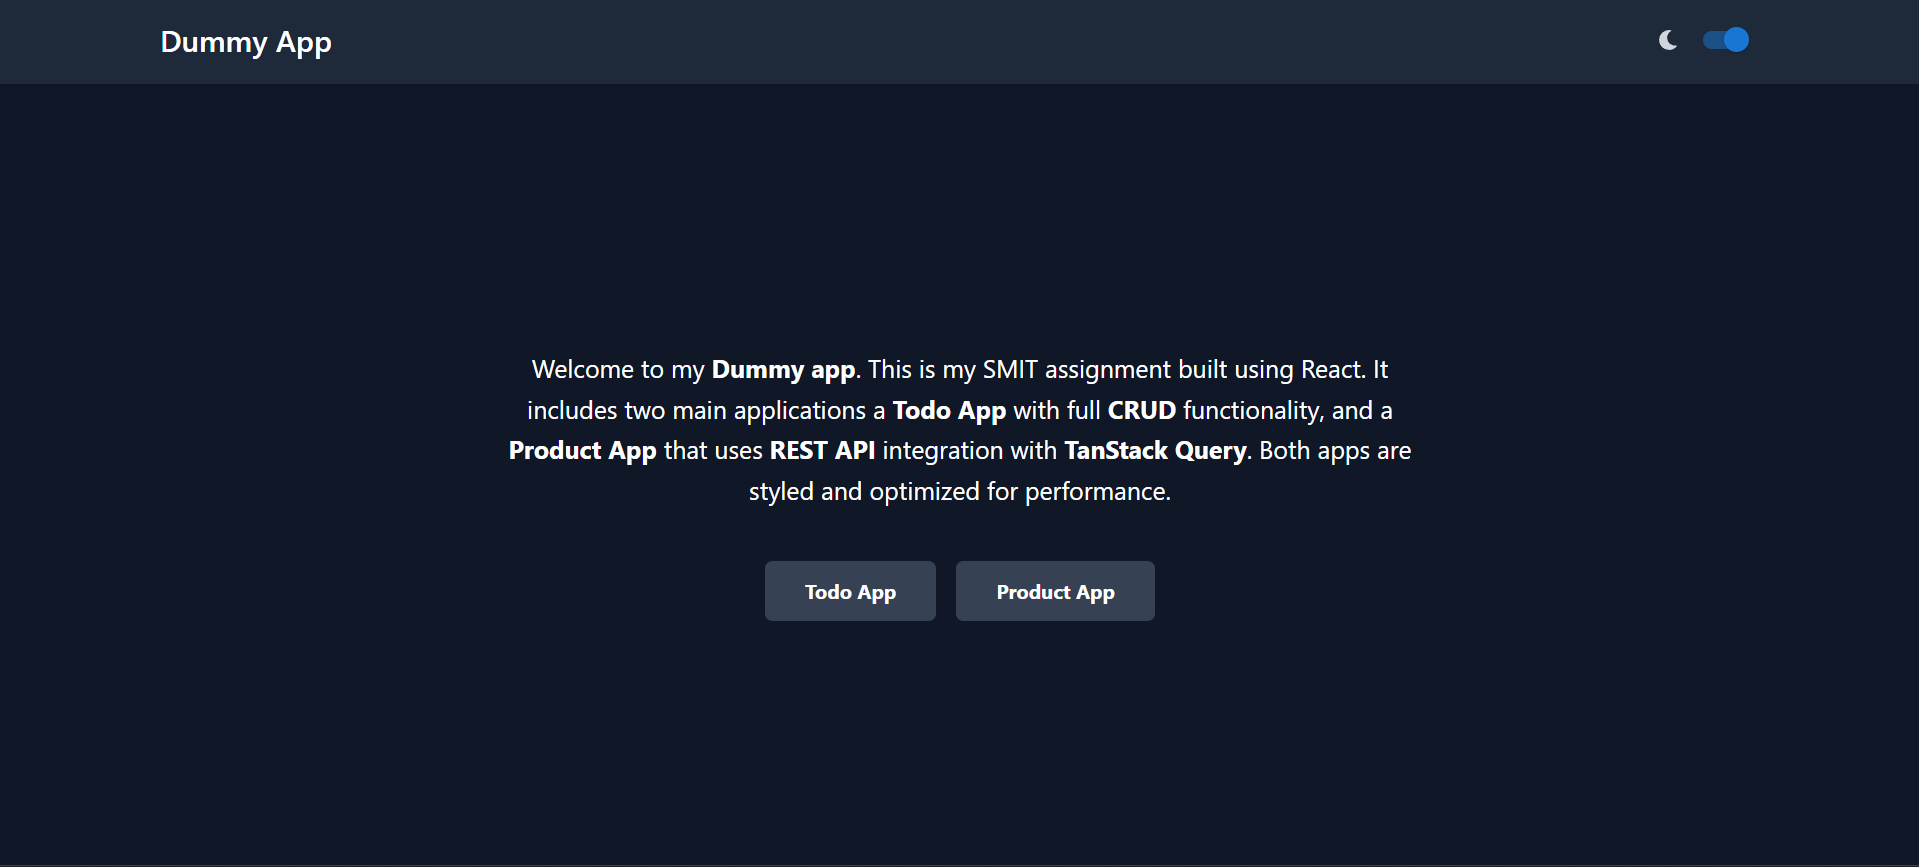 Dummy App
Welcome to my Dummy app. This is my SMIT assignment built using React. It
includes two main applications a Todo App with full CRUD functionality, and a
Product App that uses REST API integration with TanStack Query. Both apps are
styled and optimized for performance.
Todo App
Product App